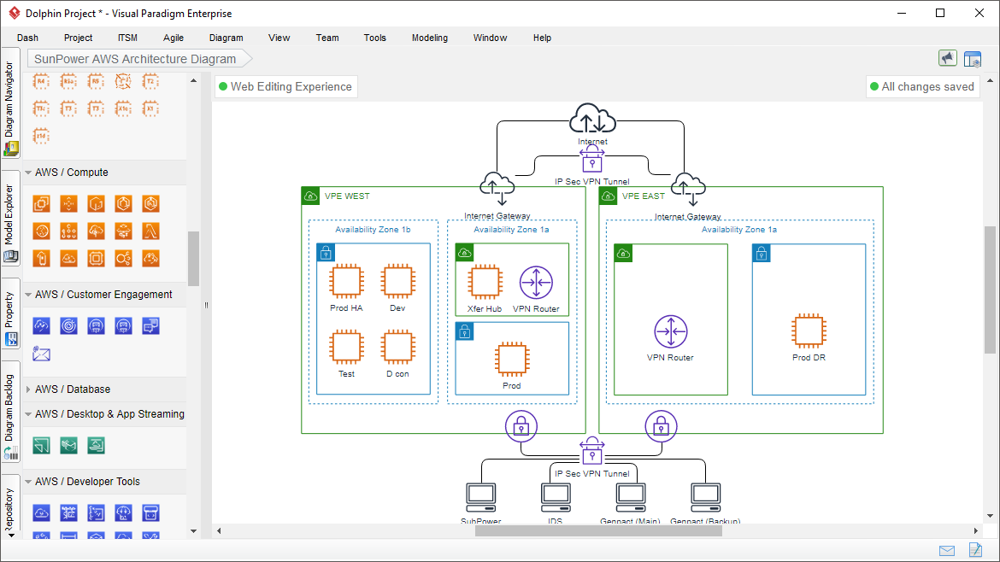 Dolphin Project * - Visual Paradigm Enterprise
Dash Project ITSM Agile Diagram View Team Tools Modeling Window Help
SunPower AWS Architecture Diagram
Diagram Navigator
Model Explorer
Property
Diagram Backlog
Repository
R4 R5 T2
T3 T3 X1e X1
z1d
AWS / Compute
AWS / Customer Engagement
AWS / Database
AWS / Desktop & App Streaming
AWS / Developer Tools
Web Editing Experience
All changes saved
Internet
IP Sec VPN Tunnel
VPE WEST
VPE EAST
Internet Gateway
Internet Gateway
Availability Zone 1b
Availability Zone 1a
Availability Zone 1a
Prod HA
Dev
Xfer Hub
VPN Router
Test
D con
Prod
VPN Router
Prod DR
IP Sec VPN Tunnel
SubPower
IDS
Genpact (Main)
Genpact (Backup)